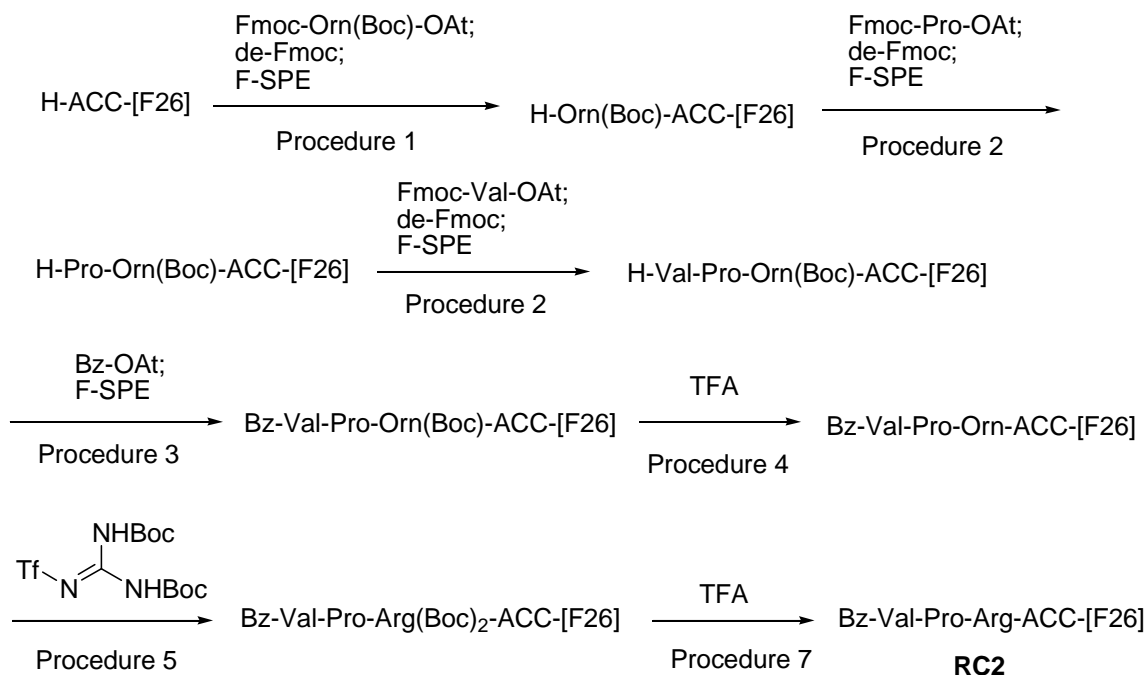 Fmoc-Orn(Boc)-OAt;
de-Fmoc;
F-SPE
H-ACC-[F26]
Procedure 1
H-Orn(Boc)-ACC-[F26]
Fmoc-Pro-OAt;
de-Fmoc;
F-SPE
Procedure 2
H-Pro-Orn(Boc)-ACC-[F26]
Fmoc-Val-OAt;
de-Fmoc;
F-SPE
Procedure 2
H-Val-Pro-Orn(Boc)-ACC-[F26]
Bz-OAt;
F-SPE
Procedure 3
Bz-Val-Pro-Orn(Boc)-ACC-[F26]
TFA
Procedure 4
Bz-Val-Pro-Orn-ACC-[F26]
NHBoc
Tf
N
NHBoc
Procedure 5
Bz-Val-Pro-Arg(Boc)₂-ACC-[F26]
TFA
Procedure 7
Bz-Val-Pro-Arg-ACC-[F26]
RC2